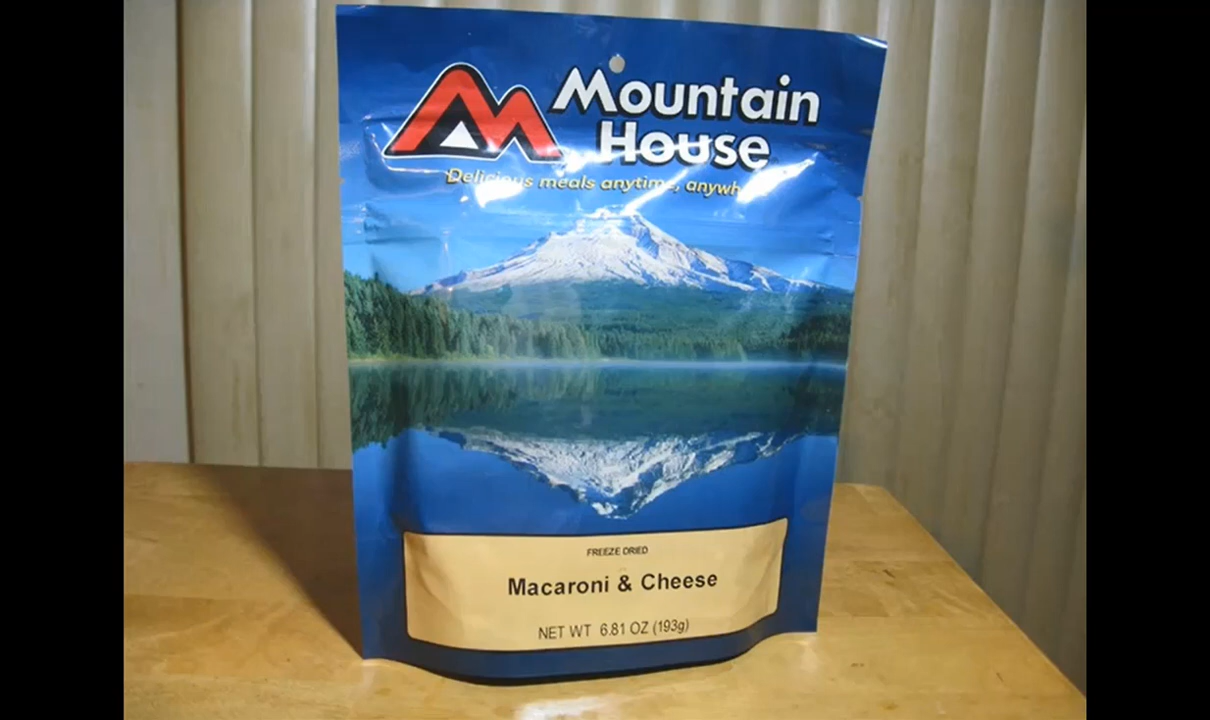 Mountain
House
Delicious meals anytime,
FREEZE DRIED
Macaroni & Cheese
NET WT 6.81 OZ (193g)